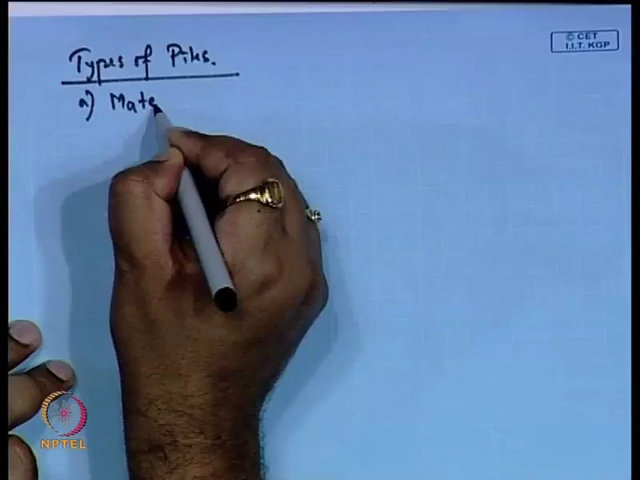 Types of Piles.
a) Mate
© CET
I.I.T. KGP
NPTEL